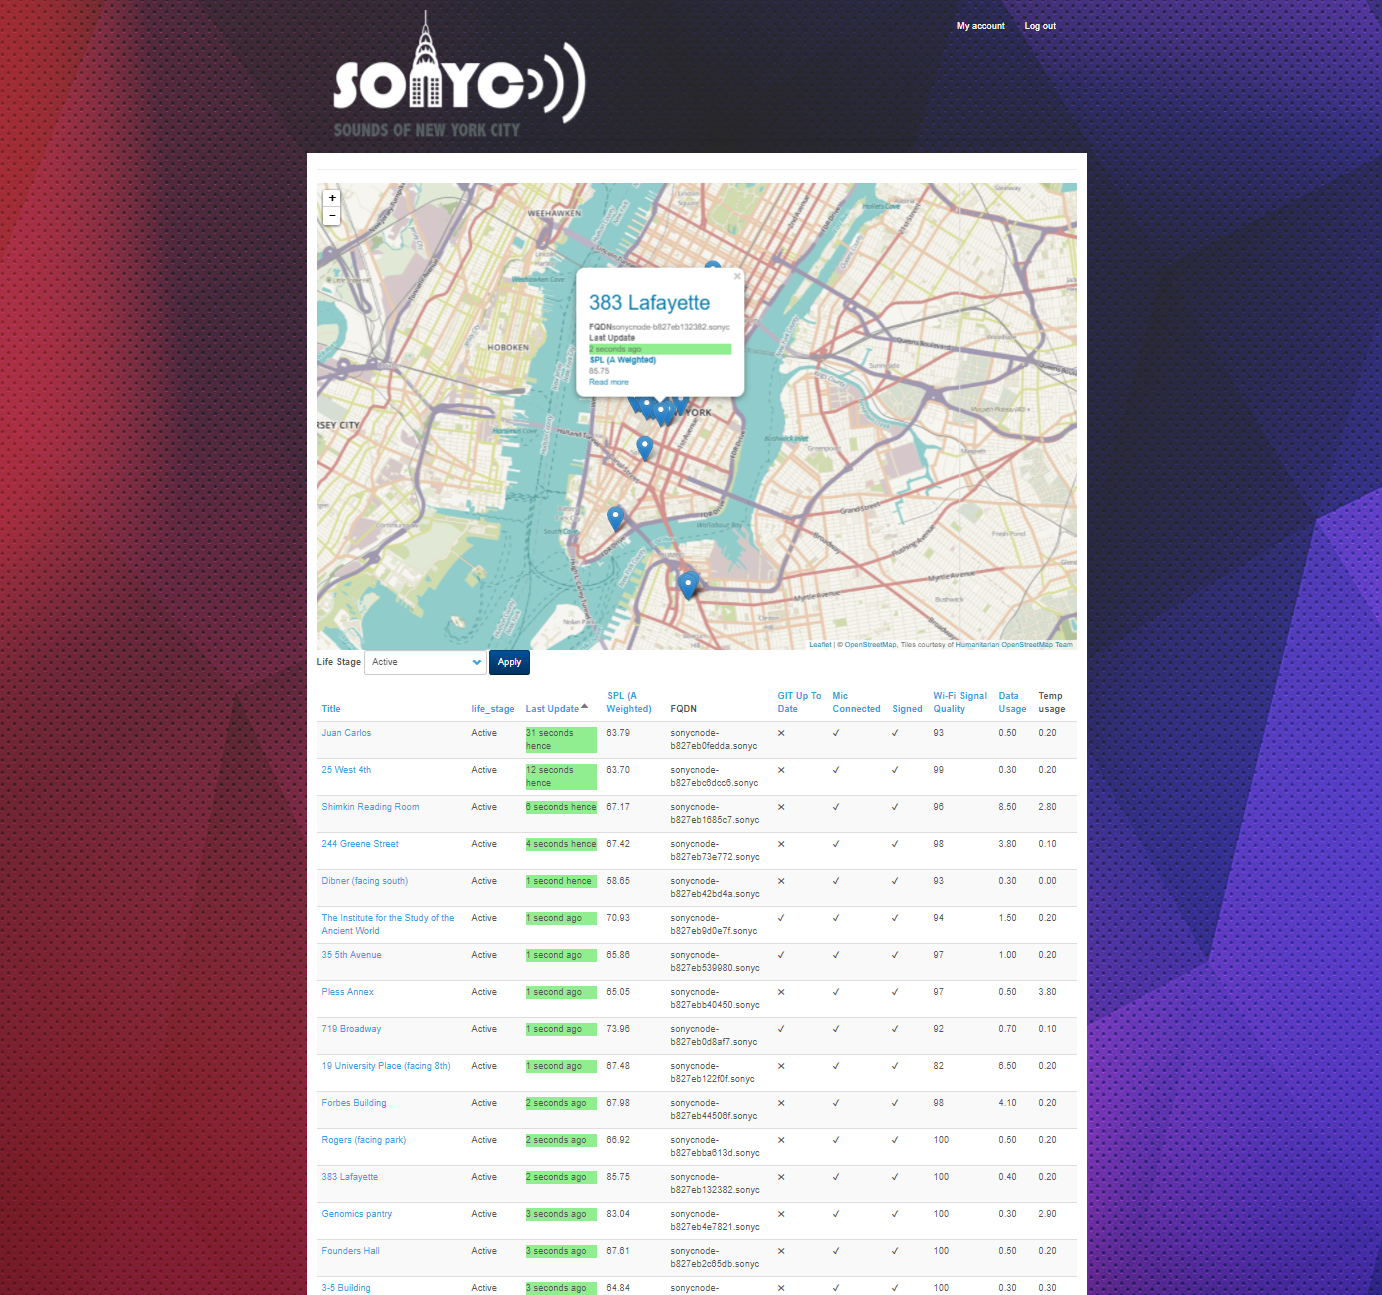 My account
Log out
SONYC
SOUNDS OF NEW YORK CITY
+
−
WEEHAWKEN
HOBOKEN
RSEY CITY
YORK
×
383 Lafayette
FQDNsonycnode-b827eb132382.sonyc
Last Update
2 seconds ago
SPL (A Weighted)
85.75
Read more
Greenpoint
Sunnyside
Grand Street
Broadway
Flushing Avenue
Myrtle Avenue
Myrtle Avenue
Bushwick
Fresh Pond
FDR Drive
Leaflet | © OpenStreetMap, Tiles courtesy of Humanitarian OpenStreetMap Team
Life Stage Active Apply
Title life_stage Last Update SPL (A Weighted) FQDN GIT Up To Date Mic Connected Signed Wi-Fi Signal Quality Data Usage Temp usage
Juan Carlos Active 31 seconds hence 63.79 sonycnode-b827eb0fedda.sonyc ✕ ✓ ✓ 93 0.50 0.20
25 West 4th Active 12 seconds hence 63.70 sonycnode-b827ebc6dcc6.sonyc ✕ ✓ ✓ 99 0.30 0.20
Shimkin Reading Room Active 6 seconds hence 67.17 sonycnode-b827eb1685c7.sonyc ✕ ✓ ✓ 96 8.50 2.80
244 Greene Street Active 4 seconds hence 67.42 sonycnode-b827eb73e772.sonyc ✕ ✓ ✓ 98 3.80 0.10
Dibner (facing south) Active 1 second hence 58.65 sonycnode-b827eb42bd4a.sonyc ✕ ✓ ✓ 93 0.30 0.00
The Institute for the Study of the Ancient World Active 1 second ago 70.93 sonycnode-b827eb9d0e7f.sonyc ✓ ✓ ✓ 94 1.50 0.20
35 5th Avenue Active 1 second ago 65.86 sonycnode-b827eb539980.sonyc ✓ ✓ ✓ 97 1.00 0.20
Pless Annex Active 1 second ago 65.05 sonycnode-b827ebb40450.sonyc ✕ ✓ ✓ 97 0.50 3.80
719 Broadway Active 1 second ago 73.96 sonycnode-b827eb0d8af7.sonyc ✓ ✓ ✓ 92 0.70 0.10
19 University Place (facing 8th) Active 1 second ago 67.48 sonycnode-b827eb122f0f.sonyc ✕ ✓ ✓ 82 6.50 0.20
Forbes Building Active 2 seconds ago 67.98 sonycnode-b827eb44506f.sonyc ✕ ✓ ✓ 98 4.10 0.20
Rogers (facing park) Active 2 seconds ago 66.92 sonycnode-b827ebba613d.sonyc ✕ ✓ ✓ 100 0.50 0.20
383 Lafayette Active 2 seconds ago 85.75 sonycnode-b827eb132382.sonyc ✕ ✓ ✓ 100 0.40 0.20
Genomics pantry Active 3 seconds ago 83.04 sonycnode-b827eb4e7821.sonyc ✕ ✓ ✓ 100 0.30 2.90
Founders Hall Active 3 seconds ago 67.61 sonycnode-b827eb2c65db.sonyc ✕ ✓ ✓ 100 0.50 0.20
3-5 Building Active 3 seconds ago 64.84 sonycnode- ✕ ✓ ✓ 100 0.30 0.30